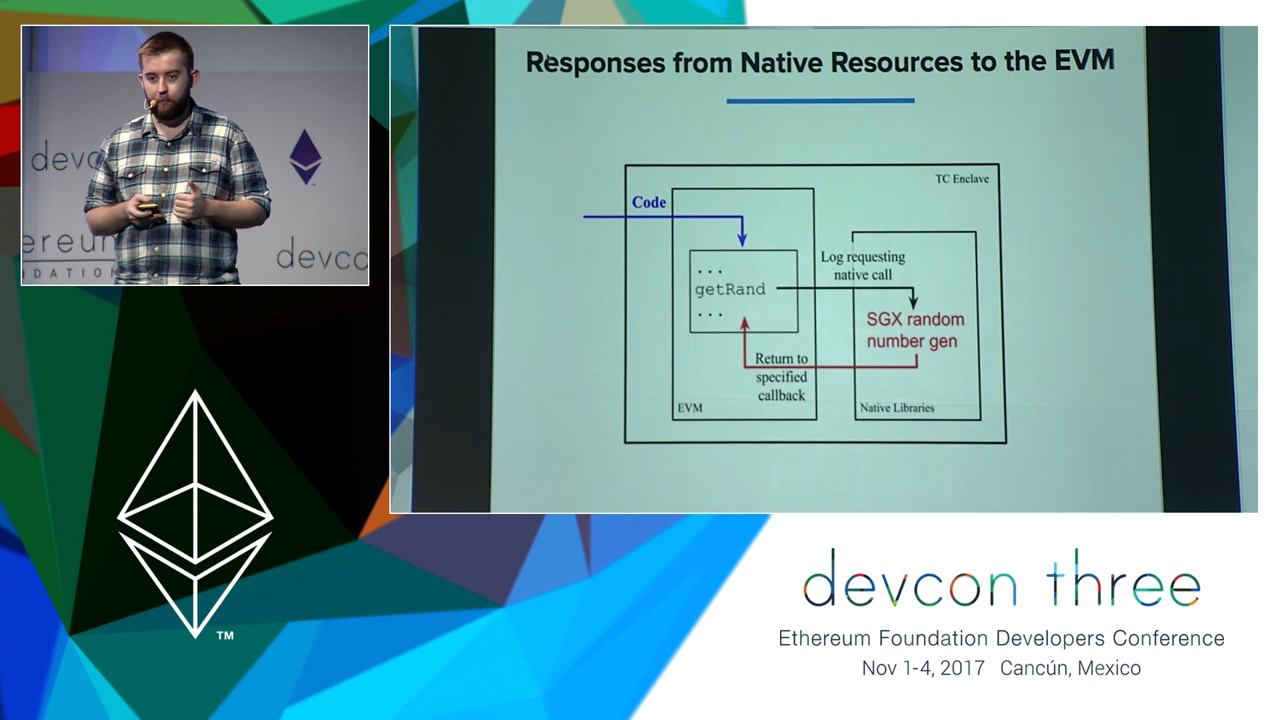 devc
ereum
DATION
devco
Responses from Native Resources to the EVM
TC Enclave
Code
Log requesting
native call
...
getRand
...
SGX random
number gen
Return to
specified
callback
EVM
Native Libraries
TM
devcon three
Ethereum Foundation Developers Conference
Nov 1-4, 2017 Cancún, Mexico